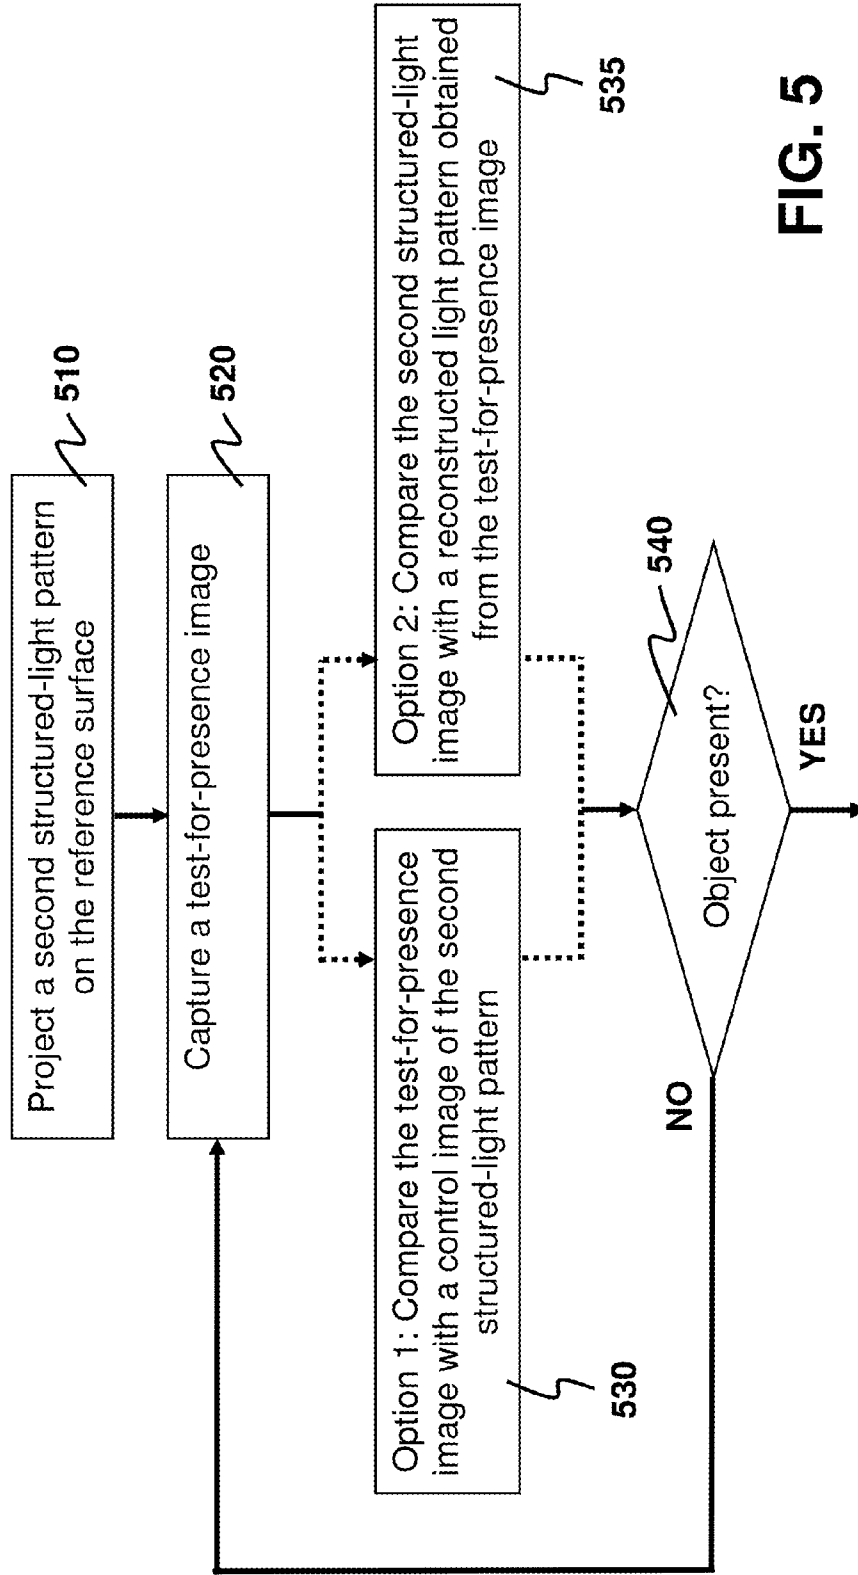 Project a second structured-light pattern
on the reference surface
510
Capture a test-for-presence image
520
Option 1: Compare the test-for-presence
image with a control image of the second
structured-light pattern
530
Option 2: Compare the second structured-light
image with a reconstructed light pattern obtained
from the test-for-presence image
535
Object present?
540
NO
YES
FIG. 5